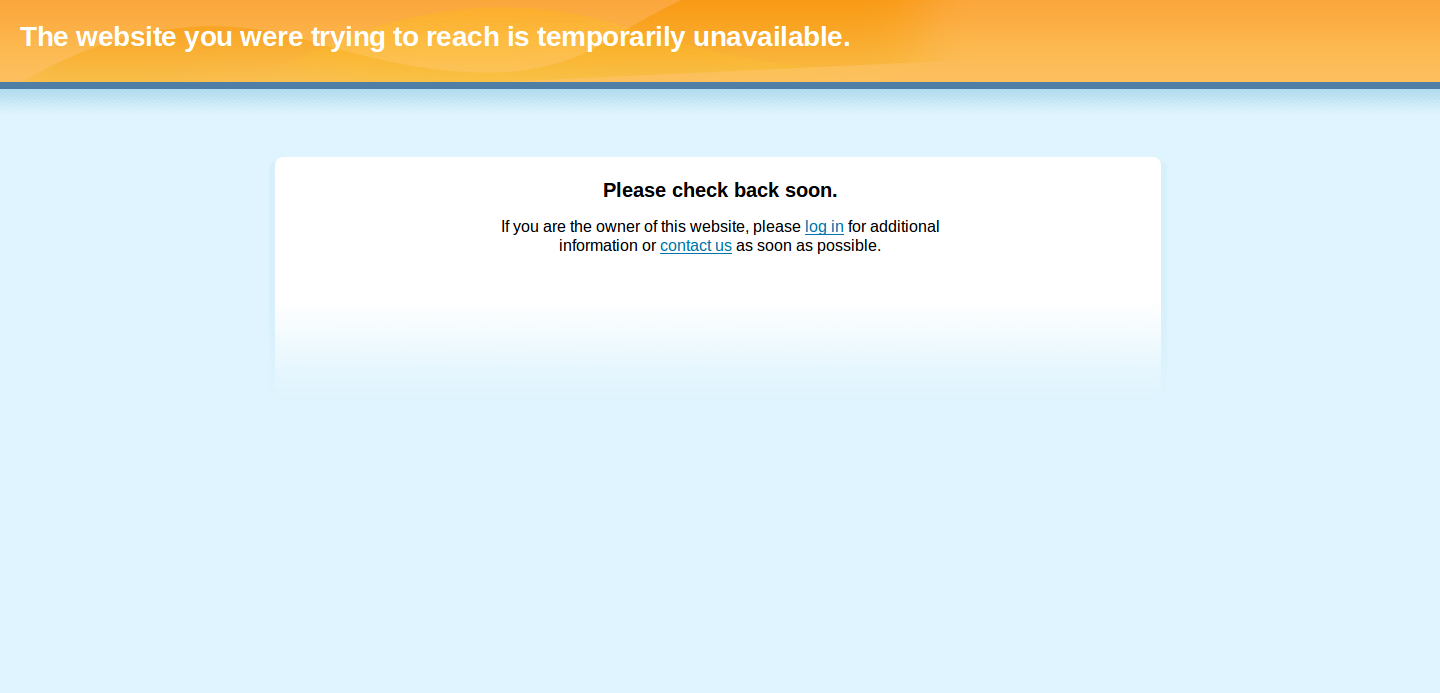 The website you were trying to reach is temporarily unavailable.
Please check back soon.
If you are the owner of this website, please log in for additional
information or contact us as soon as possible.